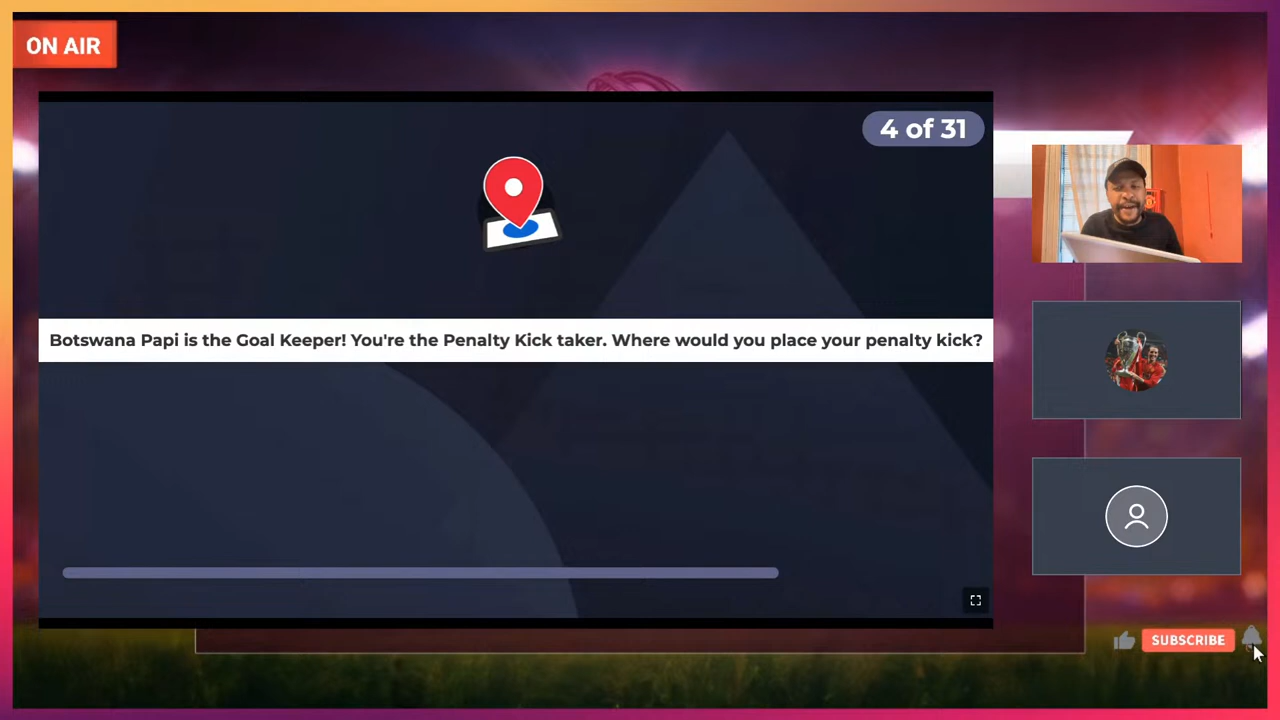 ON AIR
4 of 31
Botswana Papi is the Goal Keeper! You're the Penalty Kick taker. Where would you place your penalty kick?
SUBSCRIBE